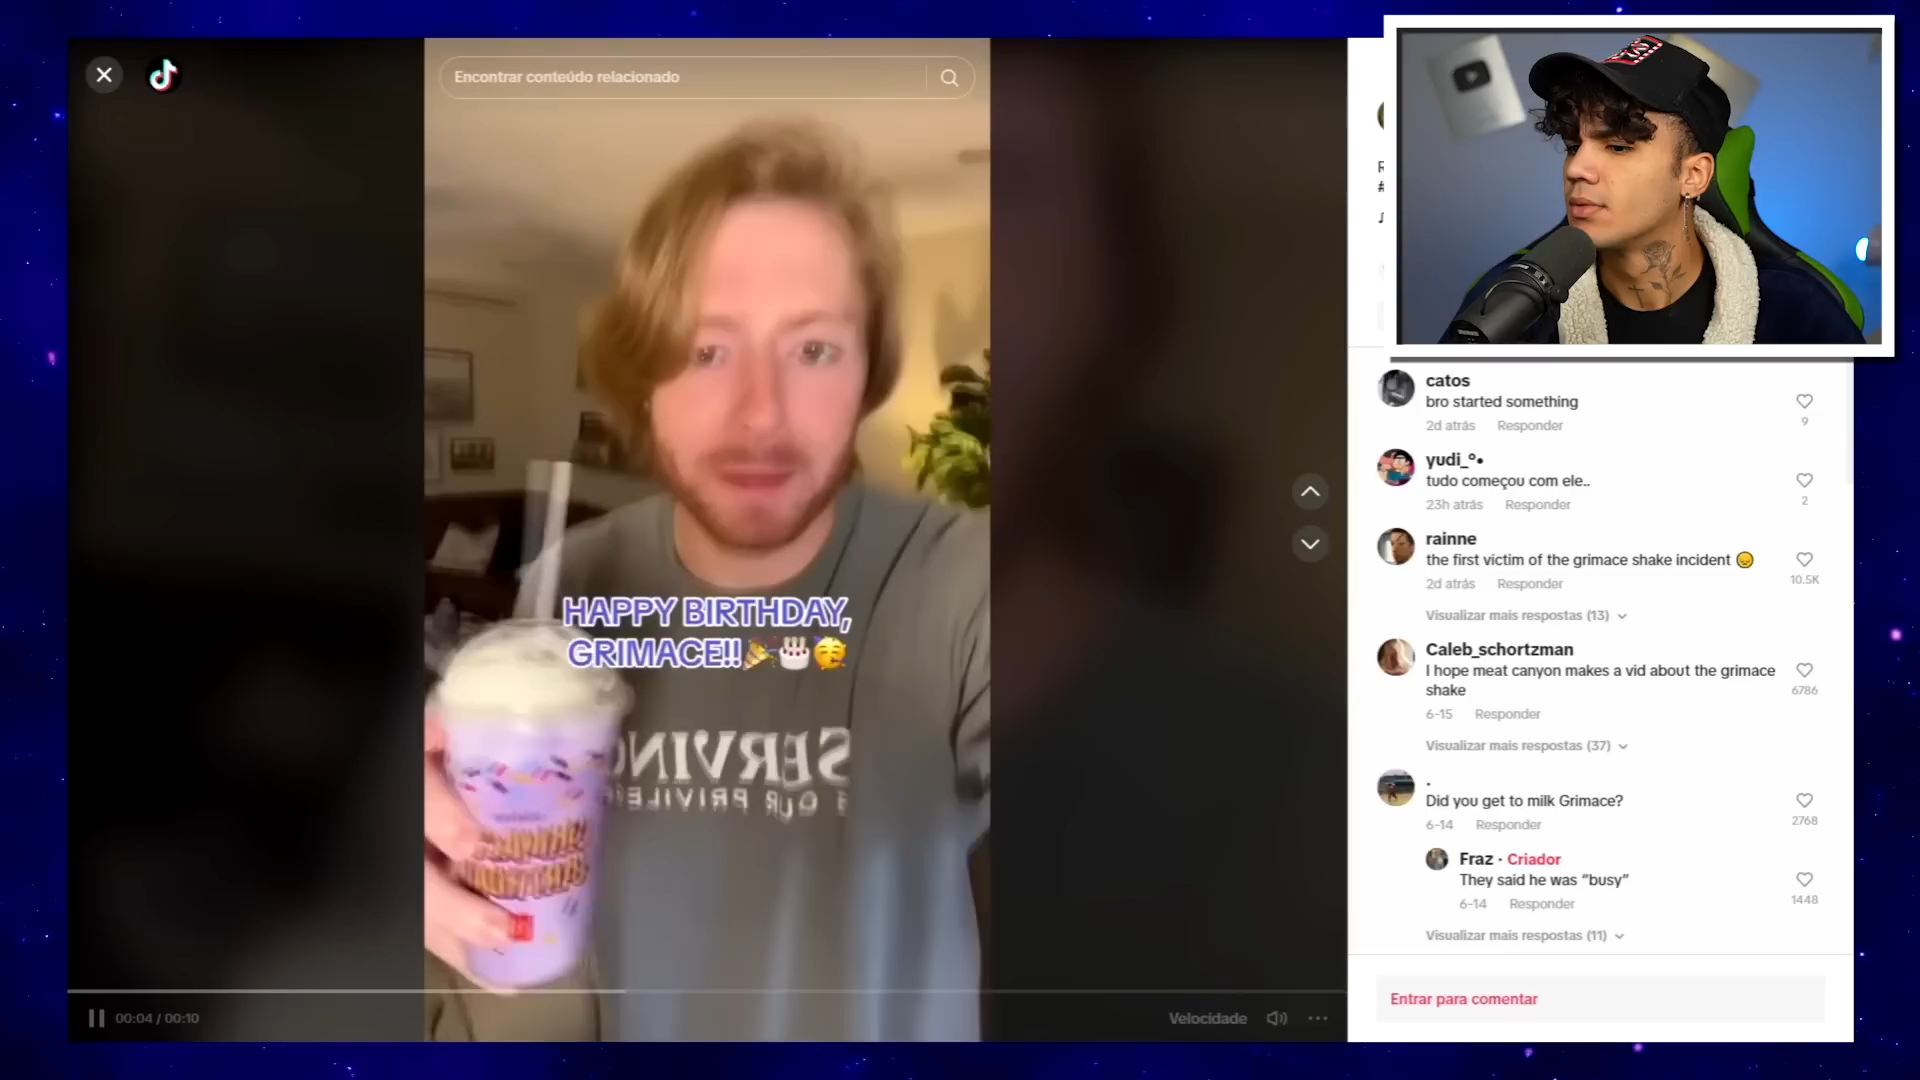 Encontrar conteúdo relacionado
HAPPY BIRTHDAY,
GRIMACE!!🎉🎂🥳
SERVING
OUR PRIVILEGE
00:04 / 00:10
Velocidade
catos
bro started something
9
2d atrás Responder
yudi_°•
tudo começou com ele..
2
23h atrás Responder
rainne
the first victim of the grimace shake incident 😞
10.5K
2d atrás Responder
Visualizar mais respostas (13)
Caleb_schortzman
I hope meat canyon makes a vid about the grimace
shake
6786
6-15 Responder
Visualizar mais respostas (37)
.
Did you get to milk Grimace?
2768
6-14 Responder
Fraz · Criador
They said he was “busy”
1448
6-14 Responder
Visualizar mais respostas (11)
Entrar para comentar